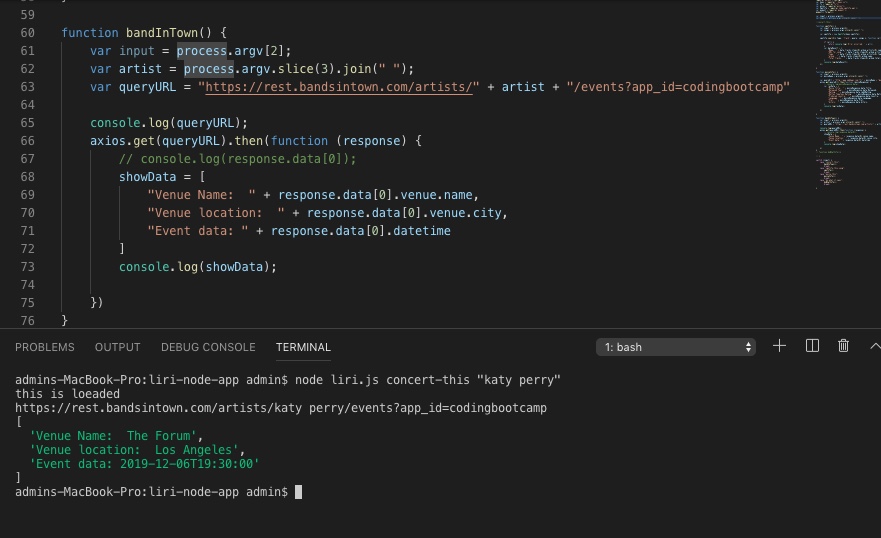 59
60 function bandInTown() {
61 var input = process.argv[2];
62 var artist = process.argv.slice(3).join(" ");
63 var queryURL = "https://rest.bandsintown.com/artists/" + artist + "/events?app_id=codingbootcamp"
64
65 console.log(queryURL);
66 axios.get(queryURL).then(function (response) {
67 // console.log(response.data[0]);
68 showData = [
69 "Venue Name:  " + response.data[0].venue.name,
70 "Venue location:  " + response.data[0].venue.city,
71 "Event data: " + response.data[0].datetime
72 ]
73 console.log(showData);
74
75 })
76 }
PROBLEMS OUTPUT DEBUG CONSOLE TERMINAL 1: bash
admins-MacBook-Pro:liri-node-app admin$ node liri.js concert-this "katy perry"
this is loeaded
https://rest.bandsintown.com/artists/katy perry/events?app_id=codingbootcamp
[
'Venue Name:  The Forum',
'Venue location:  Los Angeles',
'Event data: 2019-12-06T19:30:00'
]
admins-MacBook-Pro:liri-node-app admin$